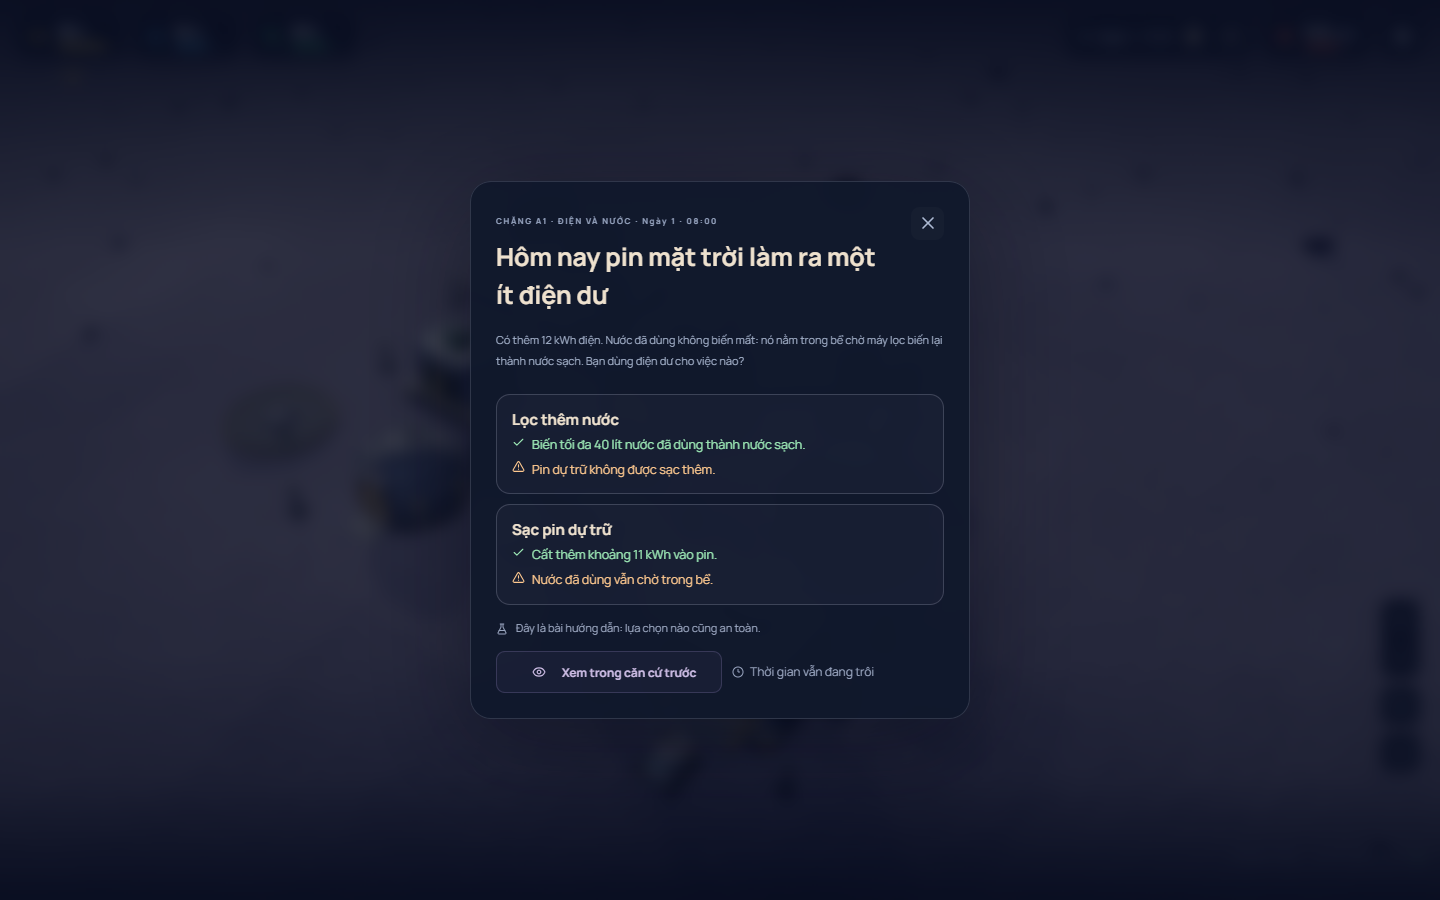 CHẶNG A1 · ĐIỆN VÀ NƯỚC · Ngày 1 · 08:00
Hôm nay pin mặt trời làm ra một
ít điện dư
Có thêm 12 kWh điện. Nước đã dùng không biến mất: nó nằm trong bể chờ máy lọc biến lại
thành nước sạch. Bạn dùng điện dư cho việc nào?
Lọc thêm nước
Biến tối đa 40 lít nước đã dùng thành nước sạch.
Pin dự trữ không được sạc thêm.
Sạc pin dự trữ
Cất thêm khoảng 11 kWh vào pin.
Nước đã dùng vẫn chờ trong bể.
Đây là bài hướng dẫn: lựa chọn nào cũng an toàn.
Xem trong căn cứ trước
Thời gian vẫn đang trôi